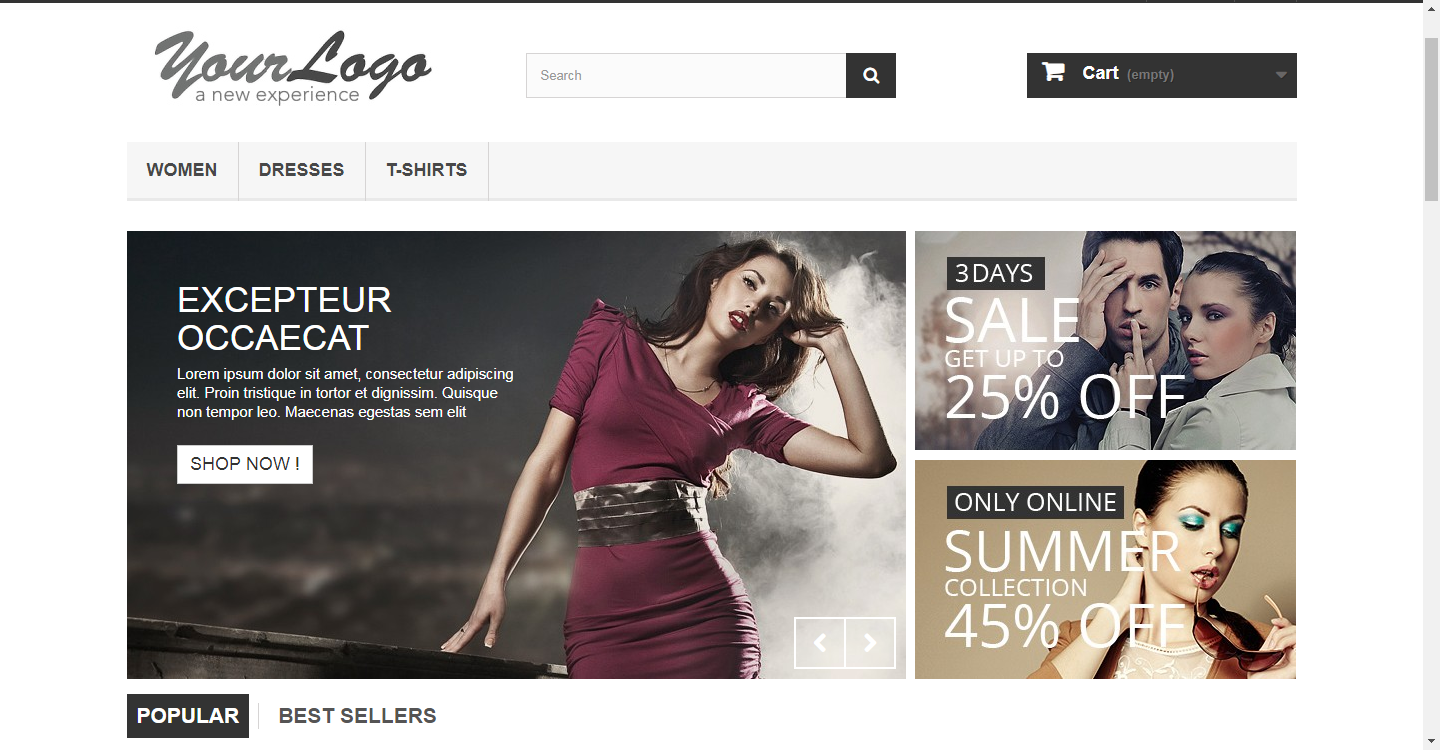 YourLogo
a new experience
Search
Cart (empty)
WOMEN
DRESSES
T-SHIRTS
EXCEPTEUR
OCCAECAT
Lorem ipsum dolor sit amet, consectetur adipiscing
elit. Proin tristique in tortor et dignissim. Quisque
non tempor leo. Maecenas egestas sem elit
SHOP NOW !
3 DAYS
SALE
GET UP TO
25% OFF
ONLY ONLINE
SUMMER
COLLECTION
45% OFF
POPULAR
BEST SELLERS